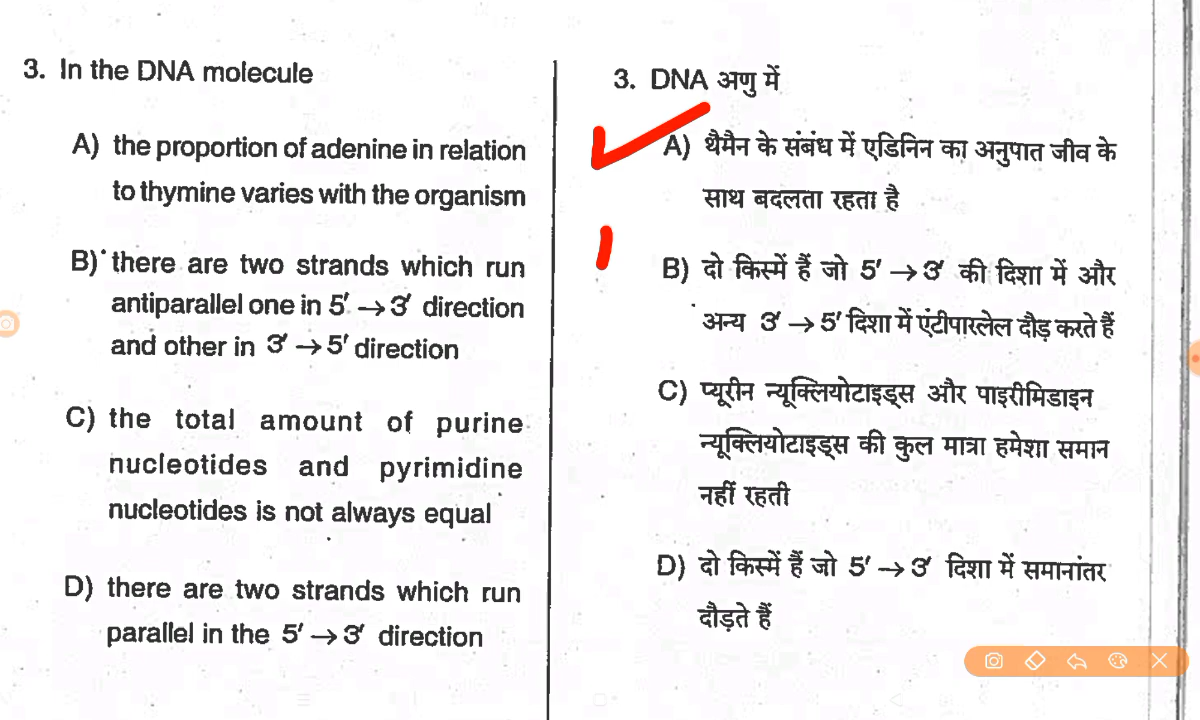 3. In the DNA molecule
A) the proportion of adenine in relation
to thymine varies with the organism
B) there are two strands which run
antiparallel one in 5′ → 3′ direction
and other in 3′ → 5′ direction
C) the total amount of purine
nucleotides and pyrimidine
nucleotides is not always equal
D) there are two strands which run
parallel in the 5′ → 3′ direction
3. DNA अणु में
A) थैमैन के संबंध में एडिनिन का अनुपात जीव के
साथ बदलता रहता है
B) दो किस्में हैं जो 5′ → 3′ की दिशा में और
अन्य 3′ → 5′ दिशा में एंटीपारलेल दौड़ करते हैं
C) प्यूरीन न्यूक्लियोटाइड्स और पाइरीमिडाइन
न्यूक्लियोटाइड्स की कुल मात्रा हमेशा समान
नहीं रहती
D) दो किस्में हैं जो 5′ → 3′ दिशा में समानांतर
दौड़ते हैं